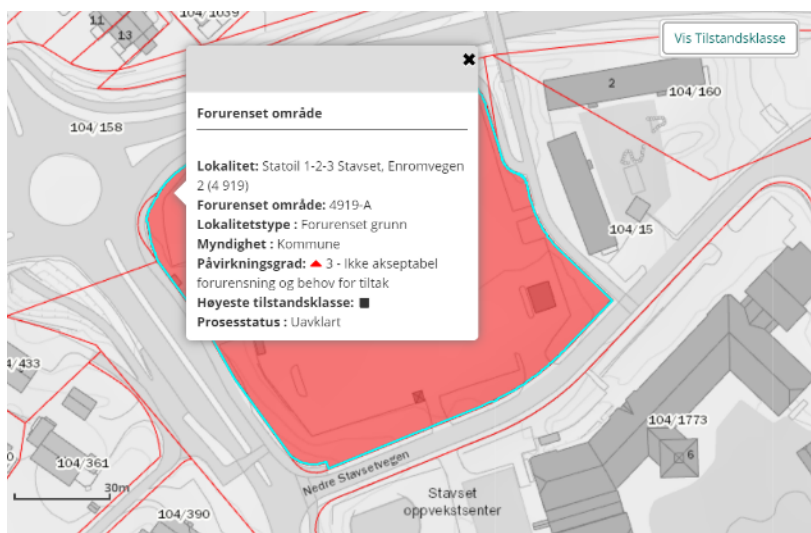 11
13
104/1039
Vis Tilstandsklasse
✖
2
104/160
104/158
Forurenset område
Lokalitet: Statoil 1-2-3 Stavset, Enromvegen
2 (4 919)
Forurenset område: 4919-A
Lokalitetstype : Forurenset grunn
Myndighet : Kommune
Påvirkningsgrad: 3 - Ikke akseptabel
forurensning og behov for tiltak
Høyeste tilstandsklasse:
Prosesstatus : Uavklart
104/15
4/433
104/1773
6
0
104/361
30m
Nedre Stavsetvegen
Stavset
oppvekstsenter
104/390